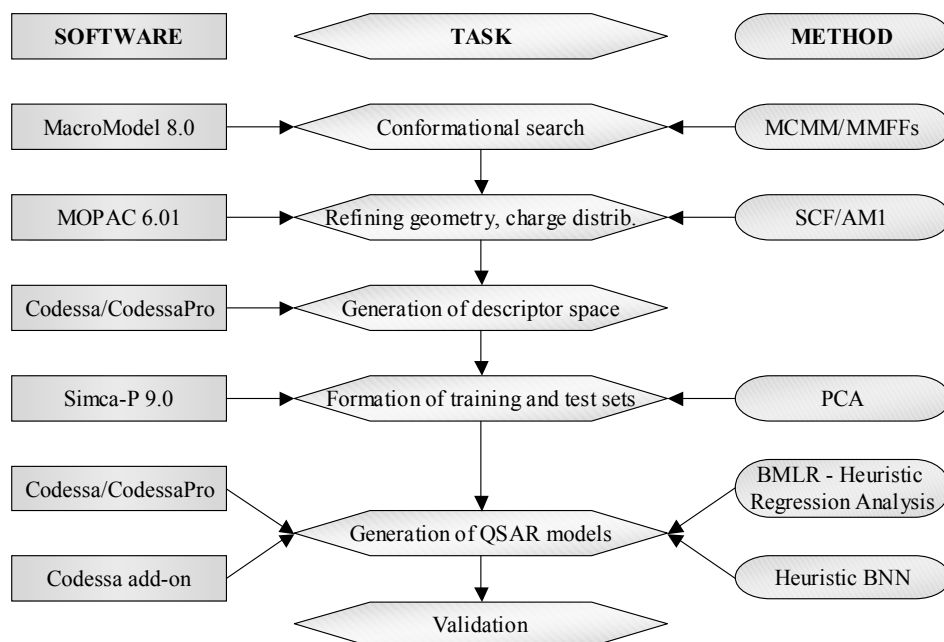 SOFTWARE
TASK
METHOD
MacroModel 8.0
Conformational search
MCMM/MMFFs
MOPAC 6.01
Refining geometry, charge distrib.
SCF/AM1
Codessa/CodessaPro
Generation of descriptor space
Simca-P 9.0
Formation of training and test sets
PCA
Codessa/CodessaPro
BMLR - Heuristic
Regression Analysis
Generation of QSAR models
Codessa add-on
Heuristic BNN
Validation